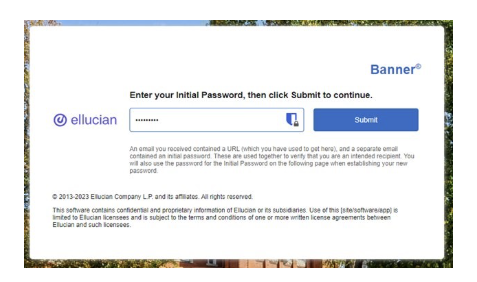 Banner®
Enter your Initial Password, then click Submit to continue.
ellucian
Submit
An email you received contained a URL (which you have used to get here), and a separate email
contained an initial password. These are used together to verify that you are an intended recipient. You
will also use the password for the Initial Password on the following page when establishing your new
password.
© 2013-2023 Ellucian Company L.P. and its affiliates. All rights reserved.
This software contains confidential and proprietary information of Ellucian or its subsidiaries. Use of this [site/software/app] is
limited to Ellucian licensees and is subject to the terms and conditions of one or more written license agreements between
Ellucian and such licensees.